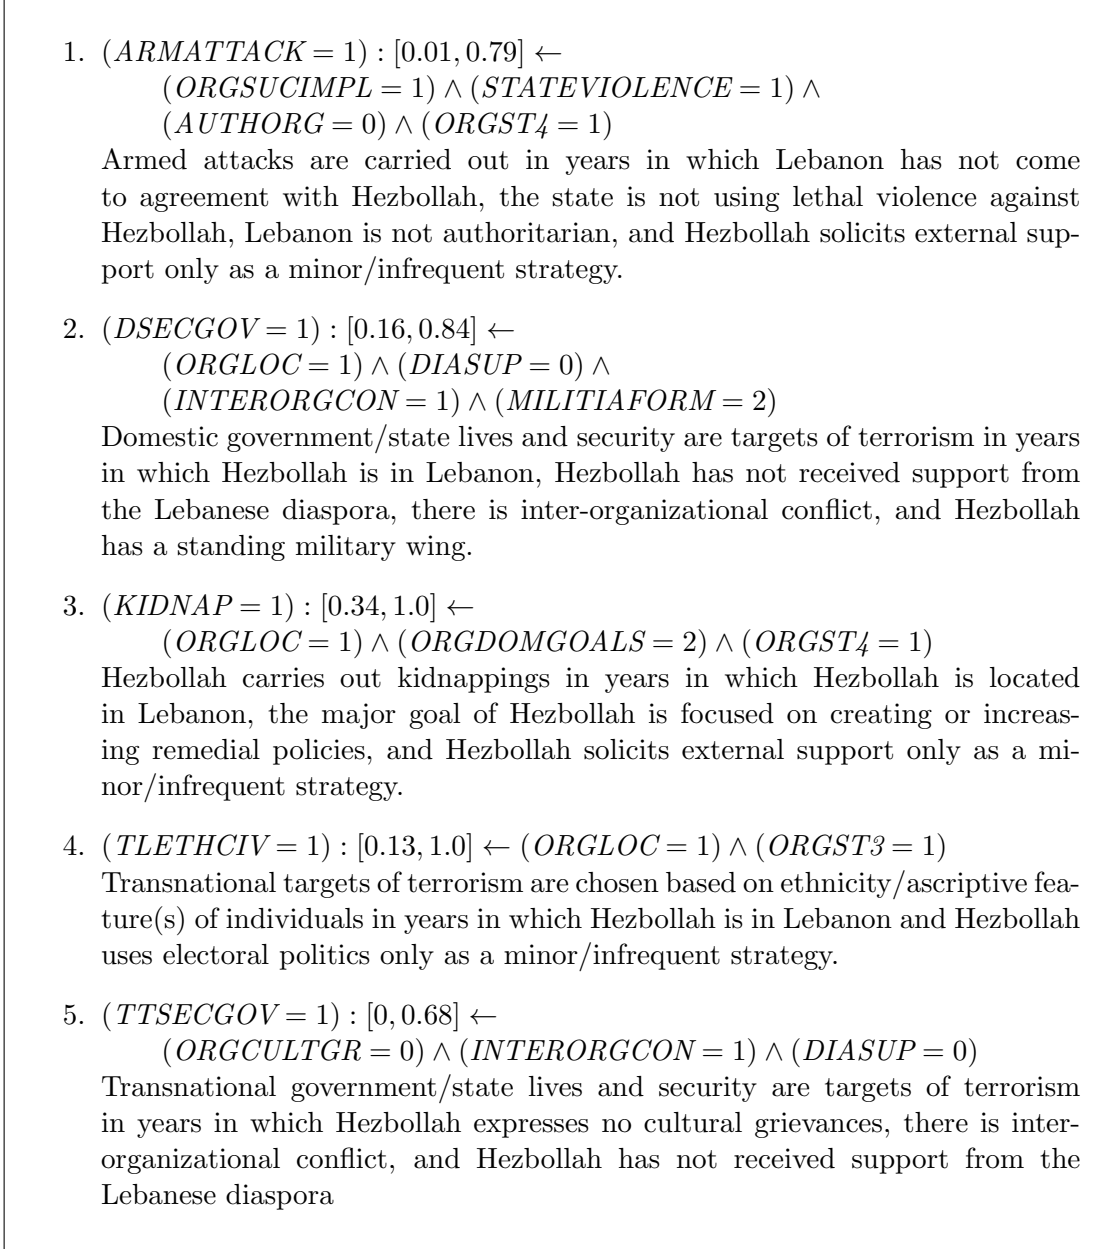 1. (ARMATTACK = 1) : [0.01, 0.79] ←
(ORGSUCIMPL = 1) ∧ (STATEVIOLENCE = 1) ∧
(AUTHORG = 0) ∧ (ORGST4 = 1)
Armed attacks are carried out in years in which Lebanon has not come
to agreement with Hezbollah, the state is not using lethal violence against
Hezbollah, Lebanon is not authoritarian, and Hezbollah solicits external sup-
port only as a minor/infrequent strategy.
2. (DSECGOV = 1) : [0.16, 0.84] ←
(ORGLOC = 1) ∧ (DIASUP = 0) ∧
(INTERORGCON = 1) ∧ (MILITIAFORM = 2)
Domestic government/state lives and security are targets of terrorism in years
in which Hezbollah is in Lebanon, Hezbollah has not received support from
the Lebanese diaspora, there is inter-organizational conflict, and Hezbollah
has a standing military wing.
3. (KIDNAP = 1) : [0.34, 1.0] ←
(ORGLOC = 1) ∧ (ORGDOMGOALS = 2) ∧ (ORGST4 = 1)
Hezbollah carries out kidnappings in years in which Hezbollah is located
in Lebanon, the major goal of Hezbollah is focused on creating or increas-
ing remedial policies, and Hezbollah solicits external support only as a mi-
nor/infrequent strategy.
4. (TLETHCIV = 1) : [0.13, 1.0] ← (ORGLOC = 1) ∧ (ORGST3 = 1)
Transnational targets of terrorism are chosen based on ethnicity/ascriptive fea-
ture(s) of individuals in years in which Hezbollah is in Lebanon and Hezbollah
uses electoral politics only as a minor/infrequent strategy.
5. (TTSECGOV = 1) : [0, 0.68] ←
(ORGCULTGR = 0) ∧ (INTERORGCON = 1) ∧ (DIASUP = 0)
Transnational government/state lives and security are targets of terrorism
in years in which Hezbollah expresses no cultural grievances, there is inter-
organizational conflict, and Hezbollah has not received support from the
Lebanese diaspora